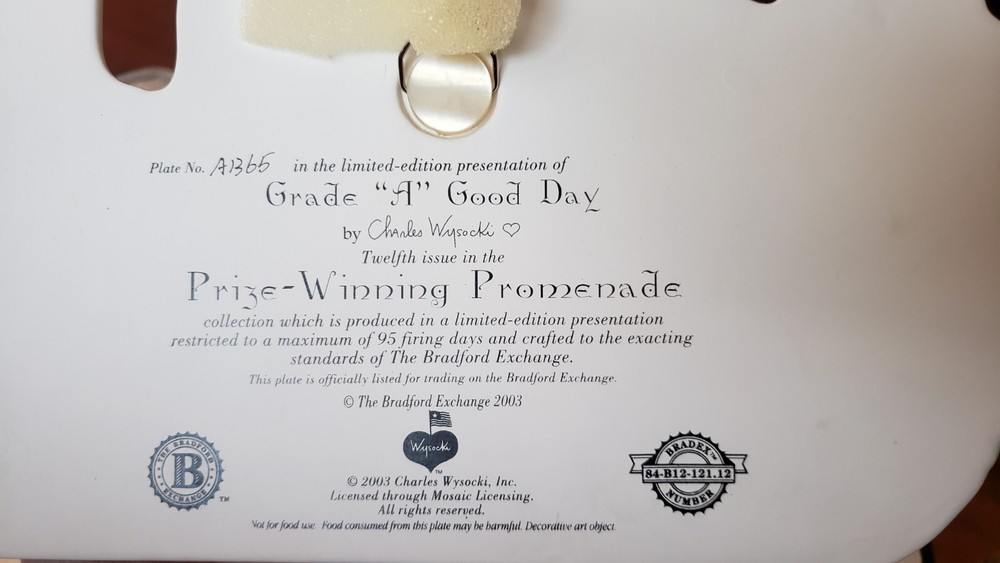 Plate No. A1365 in the limited-edition presentation of
Grade "A" Good Day
by Charles Wysocki ♡
Twelfth issue in the
Prize-Winning Promenade
collection which is produced in a limited-edition presentation
restricted to a maximum of 95 firing days and crafted to the exacting
standards of The Bradford Exchange.
This plate is officially listed for trading on the Bradford Exchange.
© The Bradford Exchange 2003
Wysocki
TM
© 2003 Charles Wysocki, Inc.
Licensed through Mosaic Licensing.
All rights reserved.
Not for food use. Food consumed from this plate may be harmful. Decorative art object.
THE BRADFORD
B
EXCHANGE
TM
BRADEX™
84-B12-121.12
NUMBER